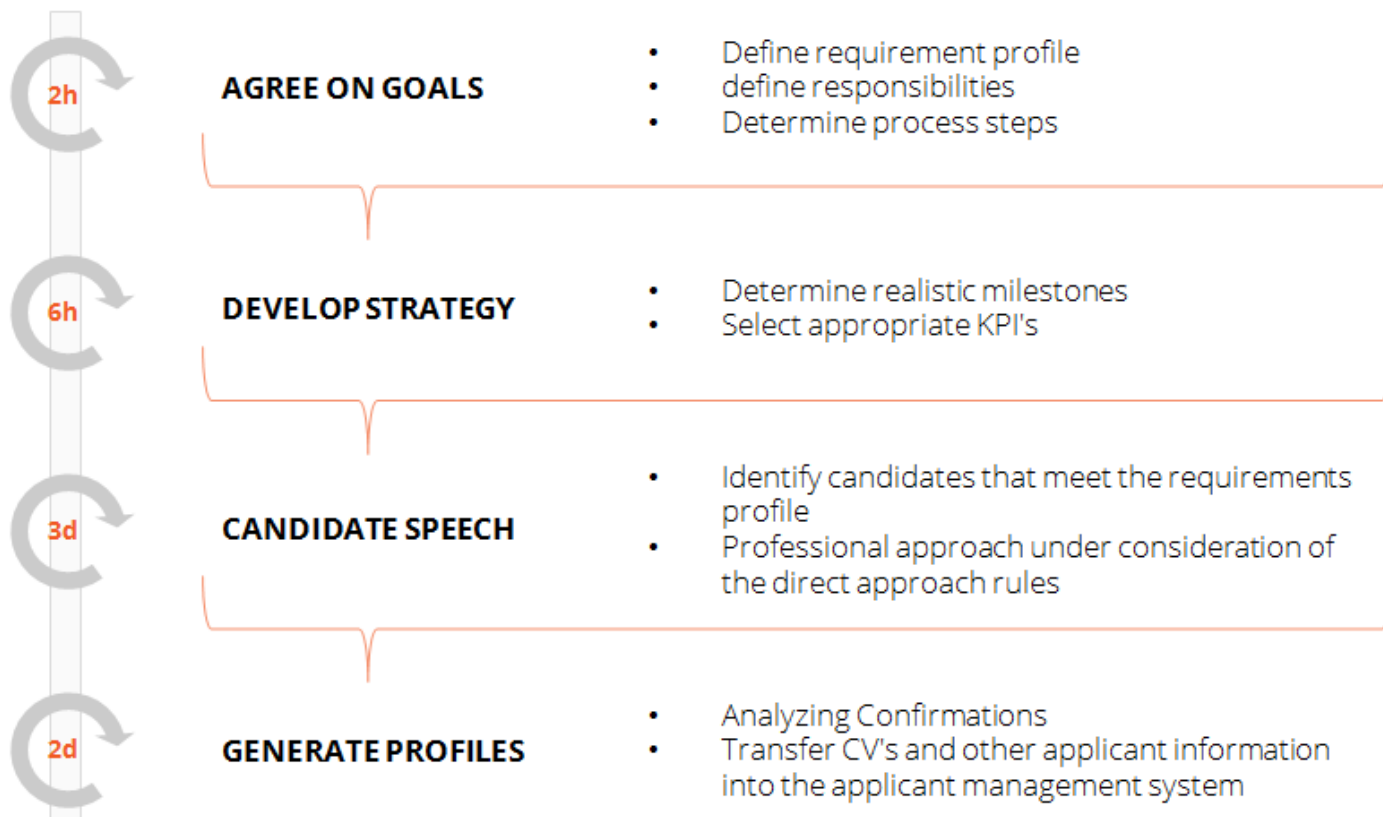 2h
AGREE ON GOALS
• Define requirement profile
• define responsibilities
• Determine process steps
6h
DEVELOP STRATEGY
• Determine realistic milestones
• Select appropriate KPI's
3d
CANDIDATE SPEECH
• Identify candidates that meet the requirements
profile
• Professional approach under consideration of
the direct approach rules
2d
GENERATE PROFILES
• Analyzing Confirmations
• Transfer CV's and other applicant information
into the applicant management system